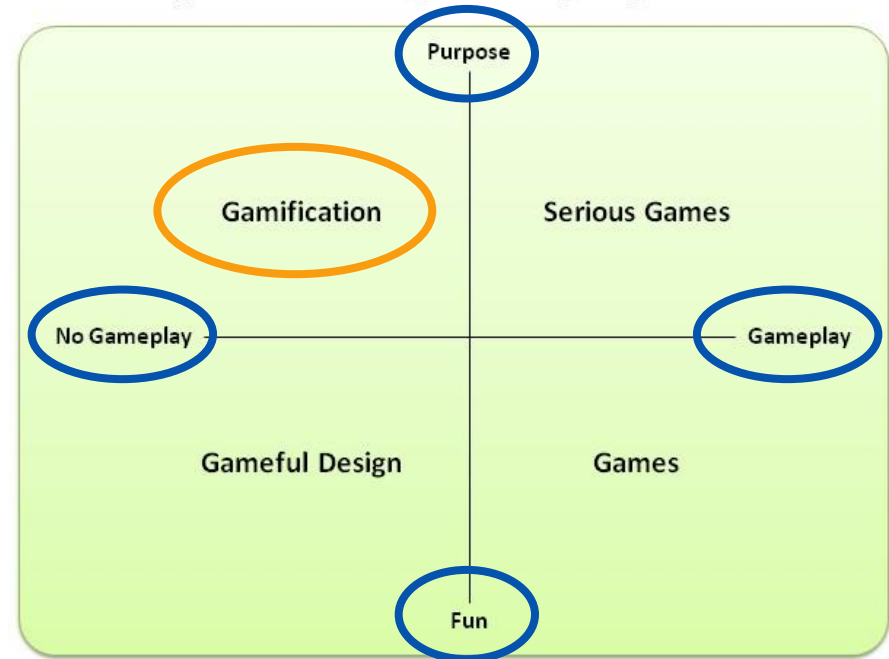 Purpose
Gamification
Serious Games
No Gameplay
Gameplay
Gameful Design
Games
Fun